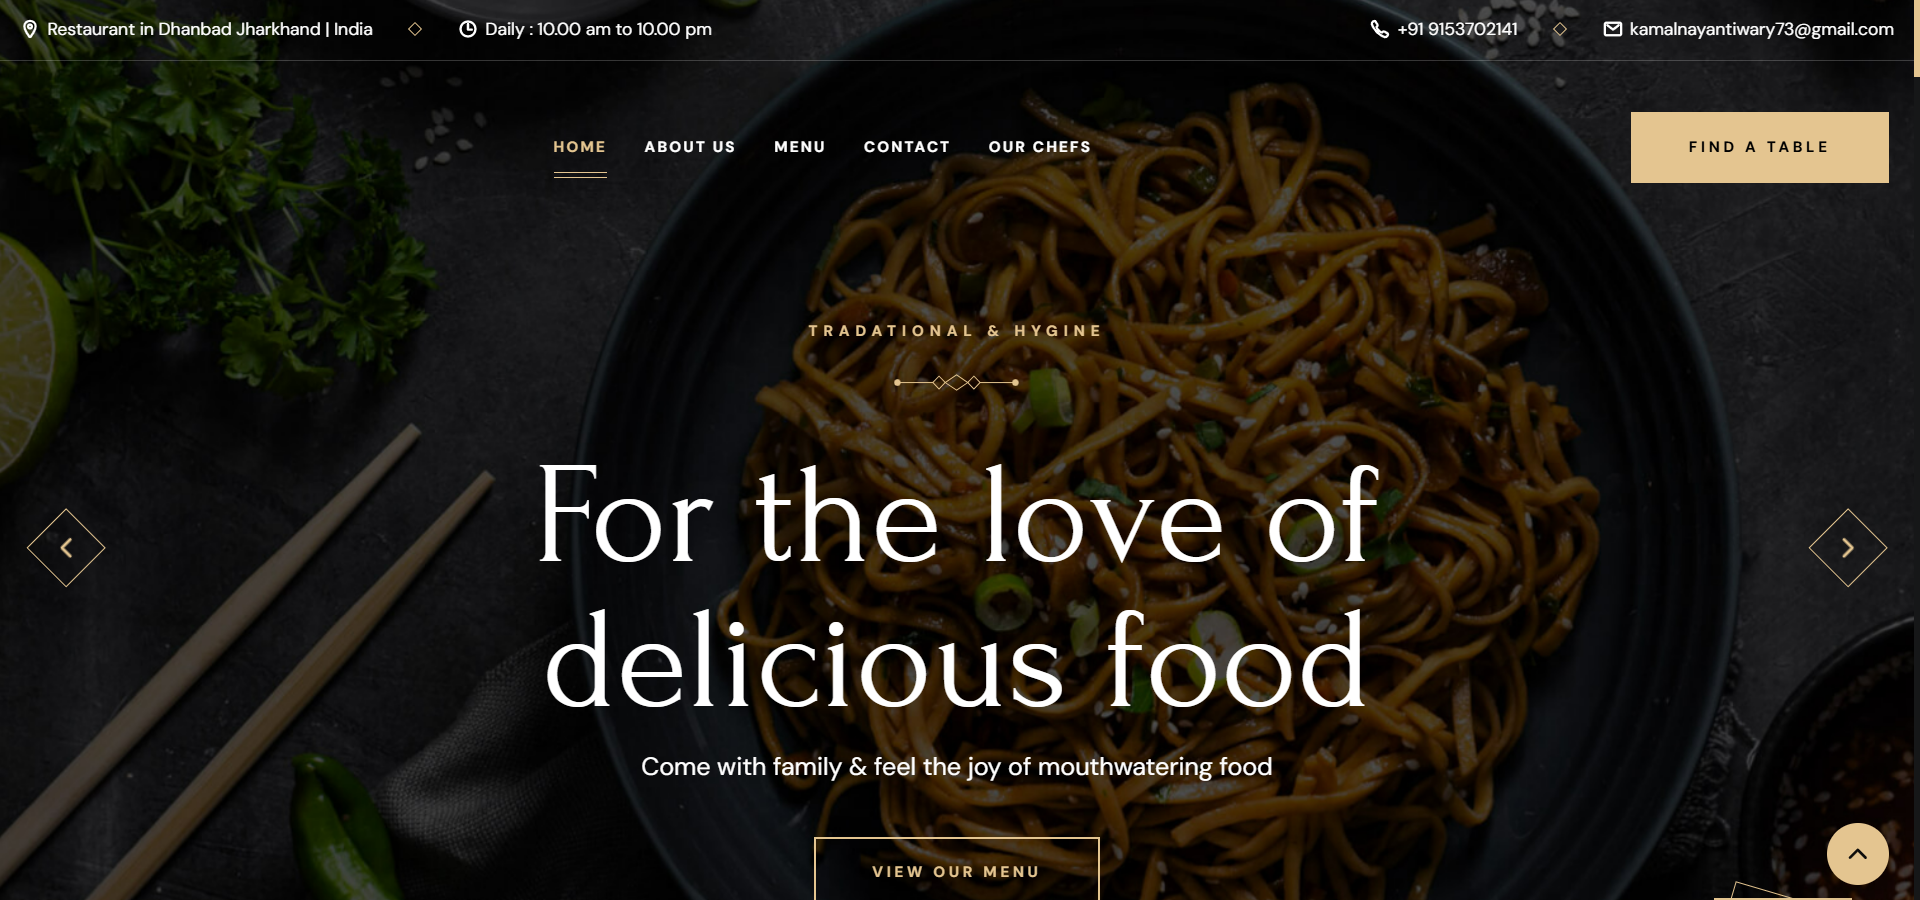 Restaurant in Dhanbad Jharkhand | India
Daily : 10.00 am to 10.00 pm
+91 9153702141
kamalnayantiwary73@gmail.com
HOME
ABOUT US
MENU
CONTACT
OUR CHEFS
FIND A TABLE
TRADATIONAL & HYGINE
For the love of
delicious food
Come with family & feel the joy of mouthwatering food
VIEW OUR MENU